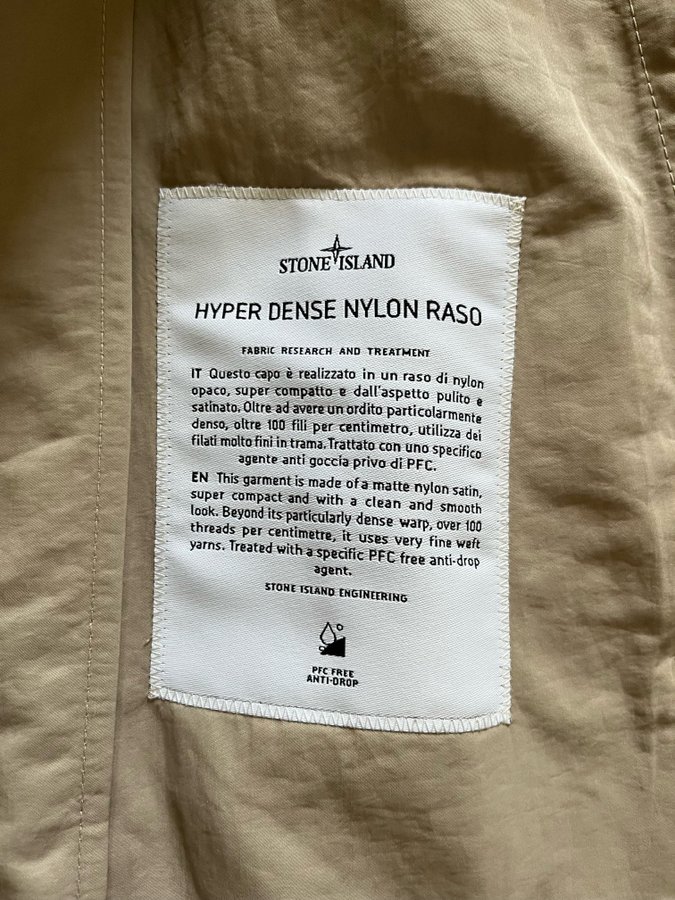 STONE ISLAND
HYPER DENSE NYLON RASO
FABRIC RESEARCH AND TREATMENT
IT Questo capo è realizzato in un raso di nylon
opaco, super compatto e dall'aspetto pulito e
satinato. Oltre ad avere un ordito particolarmente
denso, oltre 100 fili per centimetro, utilizza dei
filati molto fini in trama. Trattato con uno specifico
agente anti goccia privo di PFC.
EN This garment is made of a matte nylon satin,
super compact and with a clean and smooth
look. Beyond its particularly dense warp, over 100
threads per centimetre, it uses very fine weft
yarns. Treated with a specific PFC free anti-drop
agent.
STONE ISLAND ENGINEERING
PFC FREE
ANTI-DROP